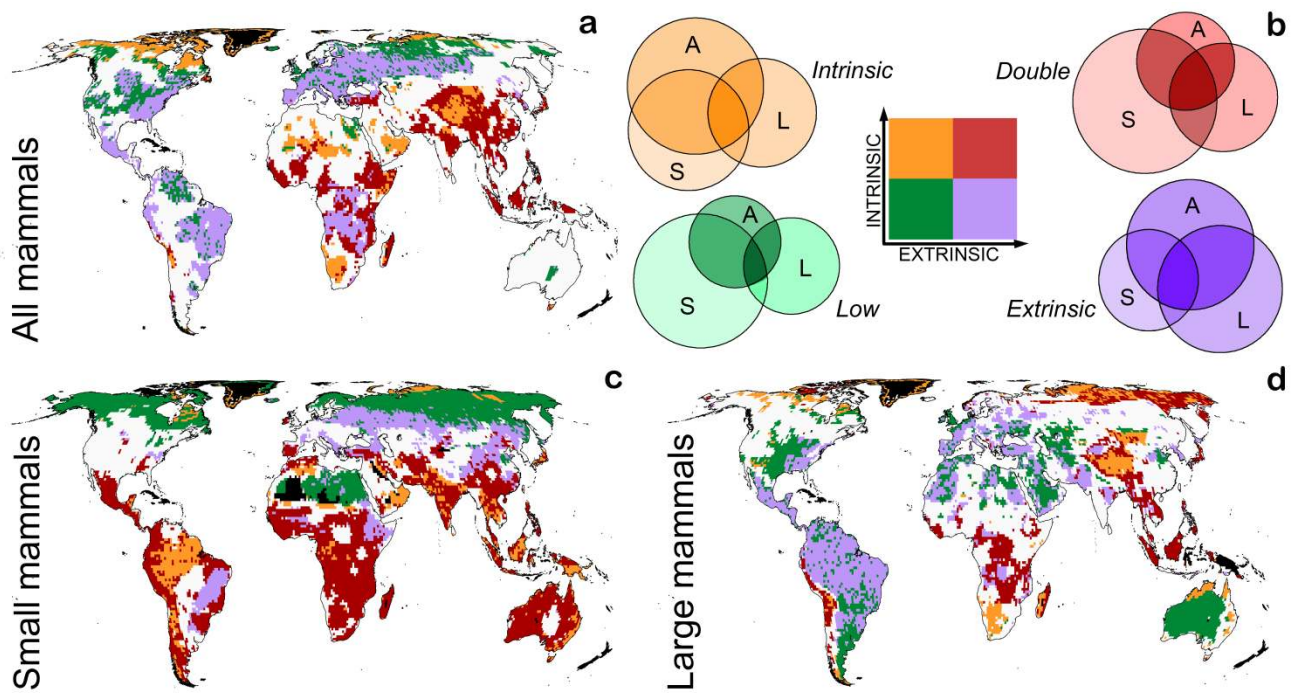 All mammals
a
A
Intrinsic
L
S
A
S
L
Low
INTRINSIC
EXTRINSIC
b
Double
A
S
L
A
S
L
Extrinsic
Small mammals
c
Large mammals
d